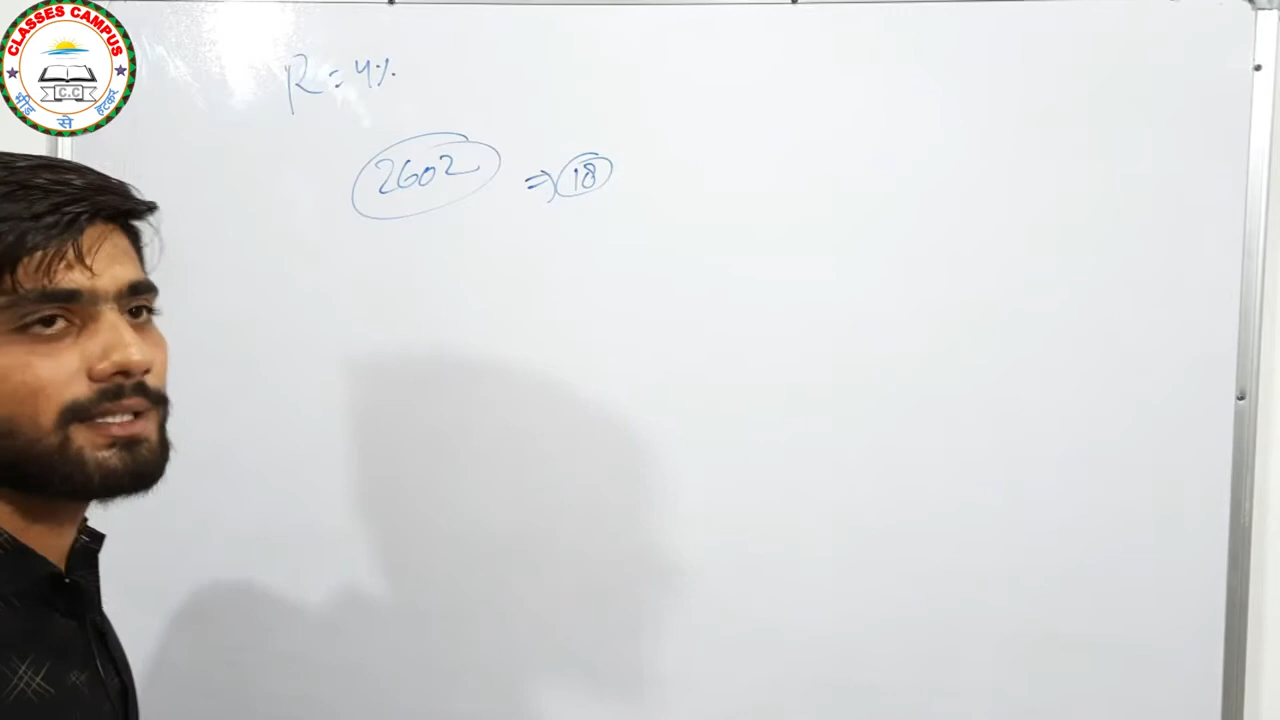 CLASSES CAMPUS
C.C
भीड़ से हटकर
R = 4%
2602 ⇒ 18